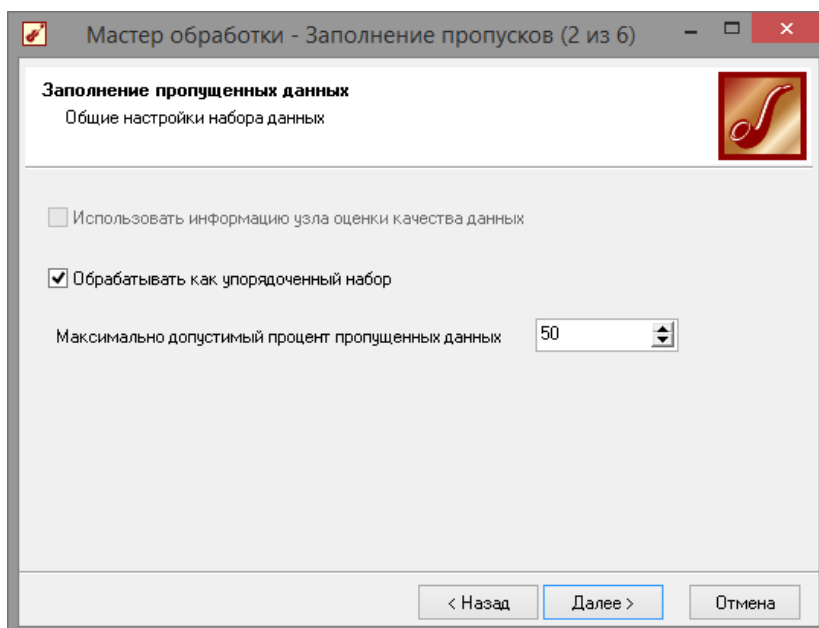 Мастер обработки - Заполнение пропусков (2 из 6)
Заполнение пропущенных данных
Общие настройки набора данных
Использовать информацию узла оценки качества данных
Обрабатывать как упорядоченный набор
Максимально допустимый процент пропущенных данных 50
< Назад Далее > Отмена